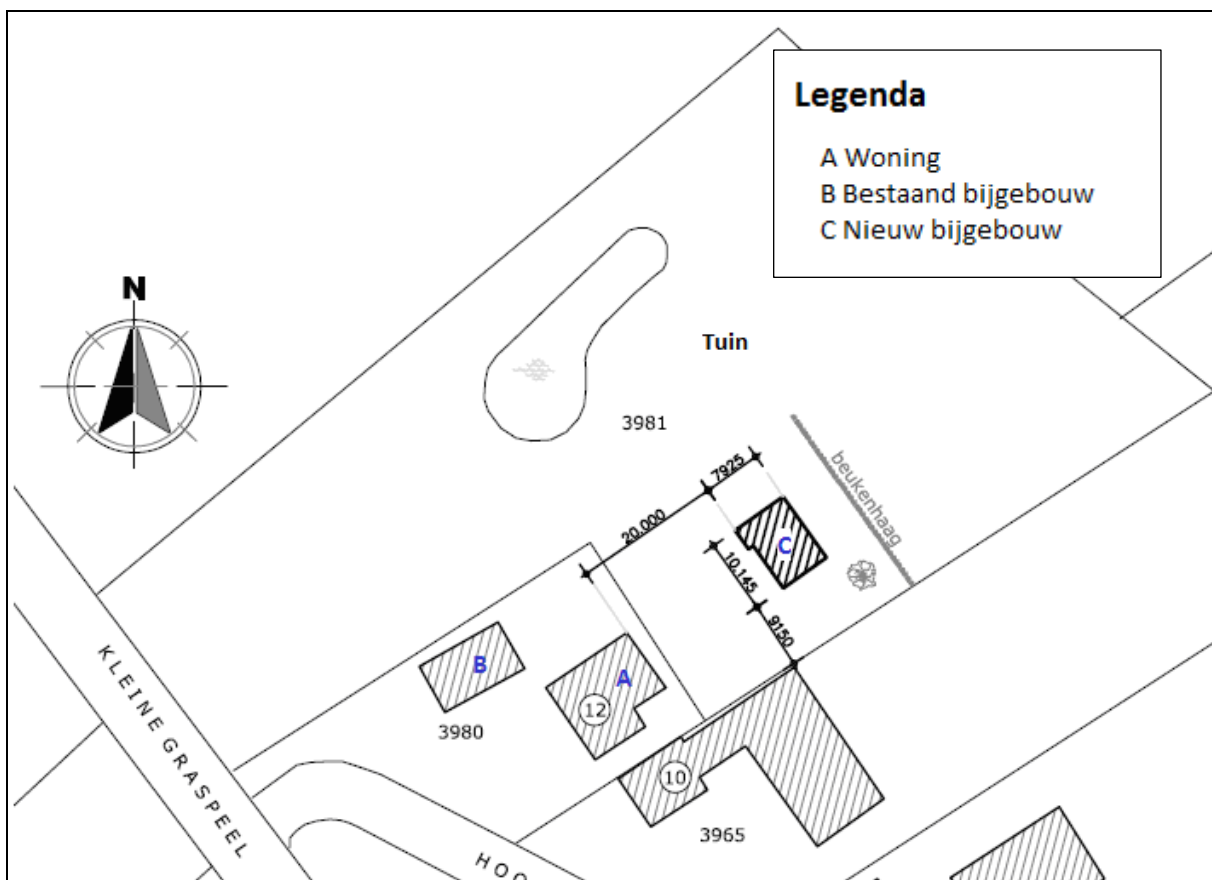 Legenda
A Woning
B Bestaand bijgebouw
C Nieuw bijgebouw
N
Tuin
3981
7925
beukenhaag
20.000
C
10.145
9150
B
A
12
3980
KLEINE GRASPEEL
10
3965
HOO